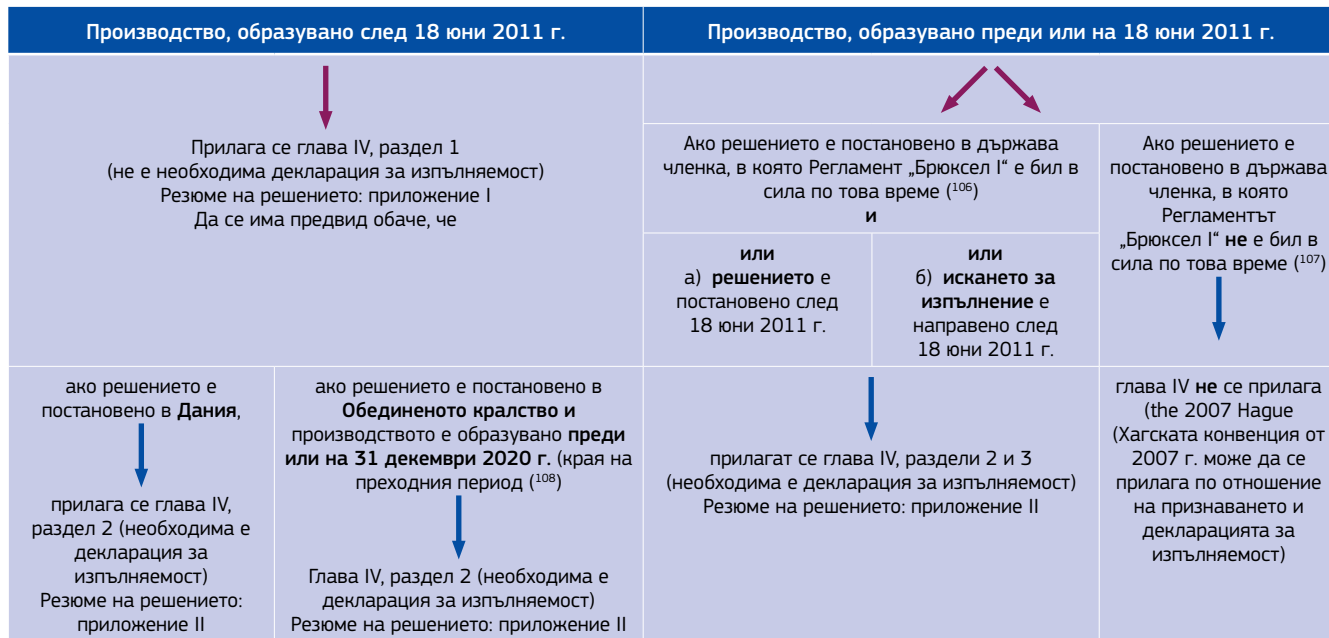 Производство, образувано след 18 юни 2011 г.
Производство, образувано преди или на 18 юни 2011 г.
Прилага се глава IV, раздел 1
(не е необходима декларация за изпълняемост)
Резюме на решението: приложение I
Да се има предвид обаче, че
ако решението е
постановено в Дания,
прилага се глава IV,
раздел 2 (необходима е
декларация за
изпълняемост)
Резюме на решението:
приложение II
ако решението е постановено в
Обединеното кралство и
производството е образувано преди
или на 31 декември 2020 г. (края на
преходния период (108)
Глава IV, раздел 2 (необходима е
декларация за изпълняемост)
Резюме на решението: приложение II
Ако решението е постановено в държава
членка, в която Регламент „Брюксел I“ е бил в
сила по това време (106)
и
или
а) решението е
постановено след
18 юни 2011 г.
или
б) искането за
изпълнение е
направено след
18 юни 2011 г.
прилагат се глава IV, раздели 2 и 3
(необходима е декларация за изпълняемост)
Резюме на решението: приложение II
Ако решението е
постановено в държава
членка, в която
Регламентът
„Брюксел I“ не е бил в
сила по това време (107)
глава IV не се прилага
(the 2007 Hague
(Хагската конвенция от
2007 г. може да се
прилага по отношение
на признаването и
декларацията за
изпълняемост)